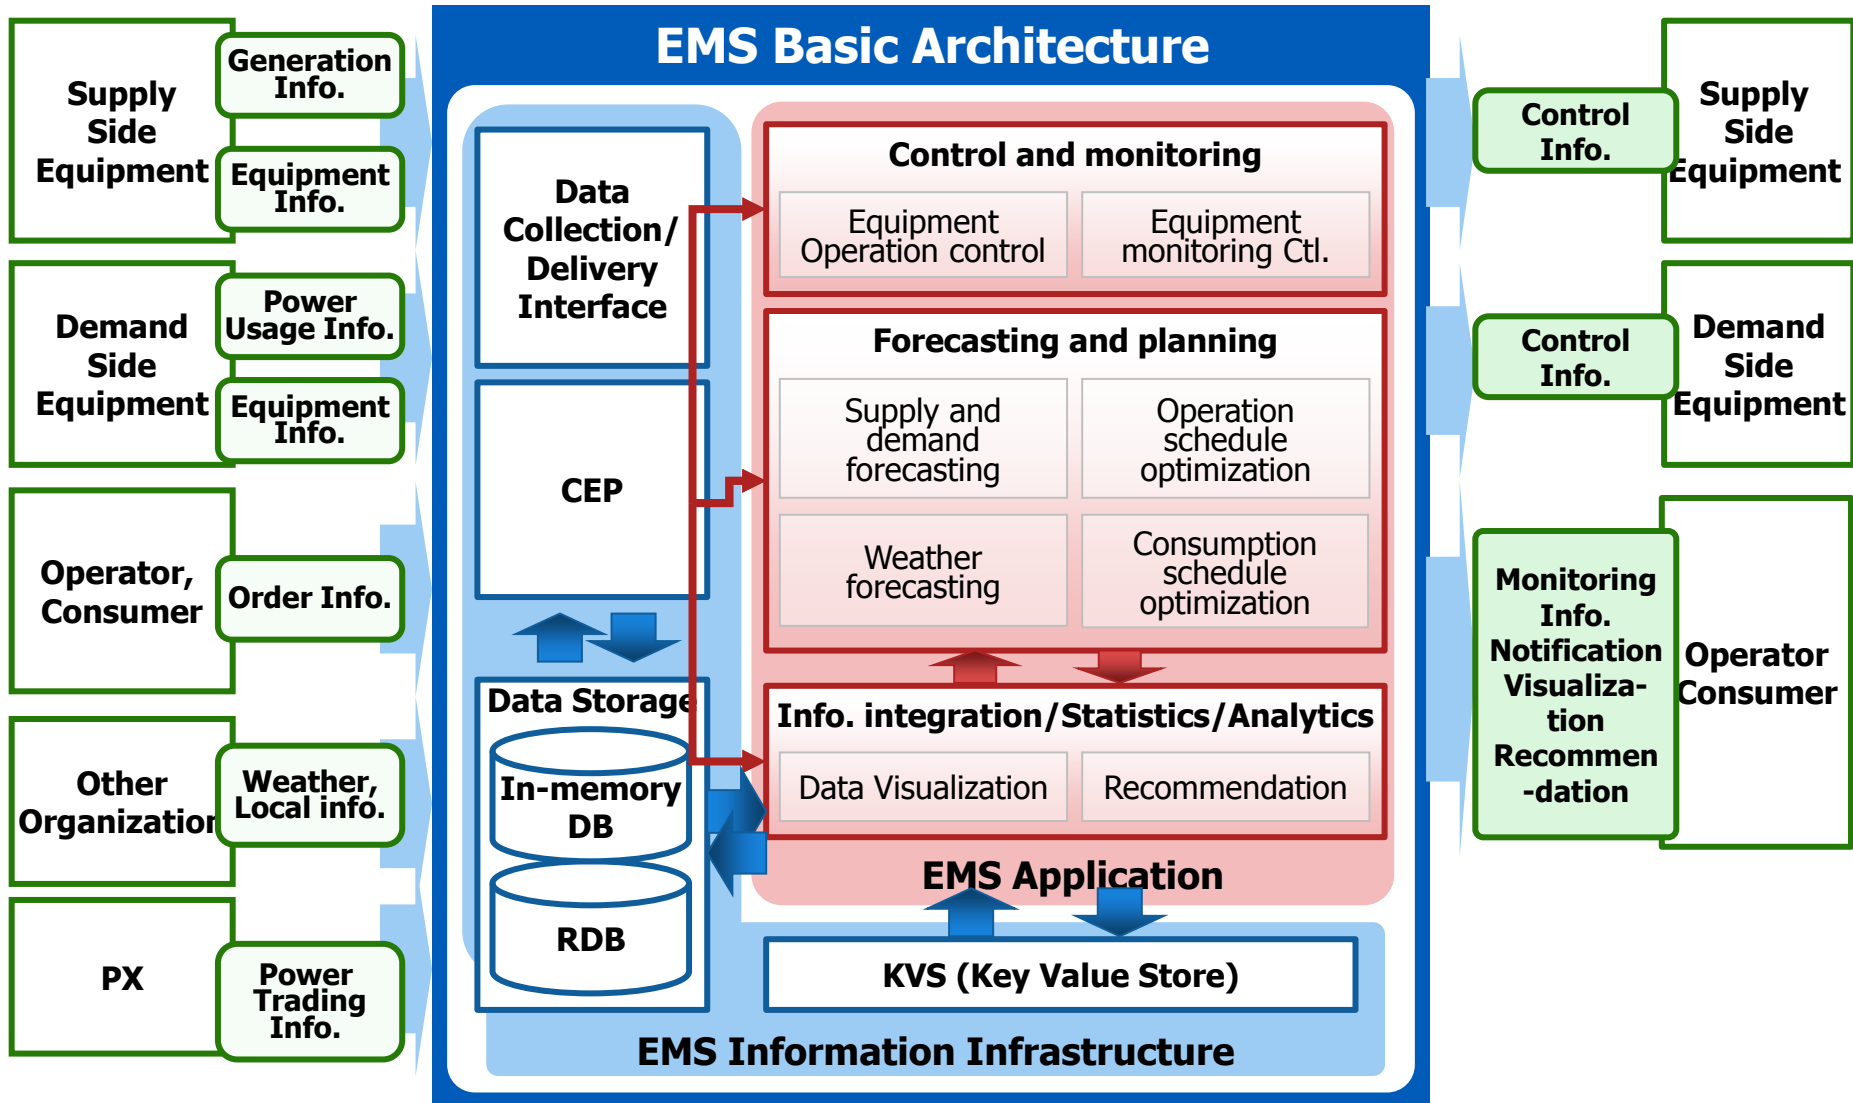 EMS Basic Architecture
Supply
Side
Equipment
Generation
Info.
Equipment
Info.
Demand
Side
Equipment
Power
Usage Info.
Equipment
Info.
Operator,
Consumer
Order Info.
Other
Organization
Weather,
Local info.
PX
Power
Trading
Info.
Data
Collection/
Delivery
Interface
CEP
Data Storage
In-memory
DB
RDB
Control and monitoring
Equipment
Operation control
Equipment
monitoring Ctl.
Forecasting and planning
Supply and
demand
forecasting
Operation
schedule
optimization
Weather
forecasting
Consumption
schedule
optimization
Info. integration/Statistics/Analytics
Data Visualization
Recommendation
EMS Application
KVS (Key Value Store)
EMS Information Infrastructure
Control
Info.
Supply
Side
Equipment
Control
Info.
Demand
Side
Equipment
Monitoring
Info.
Notification
Visualiza-
tion
Recommen
-dation
Operator
Consumer